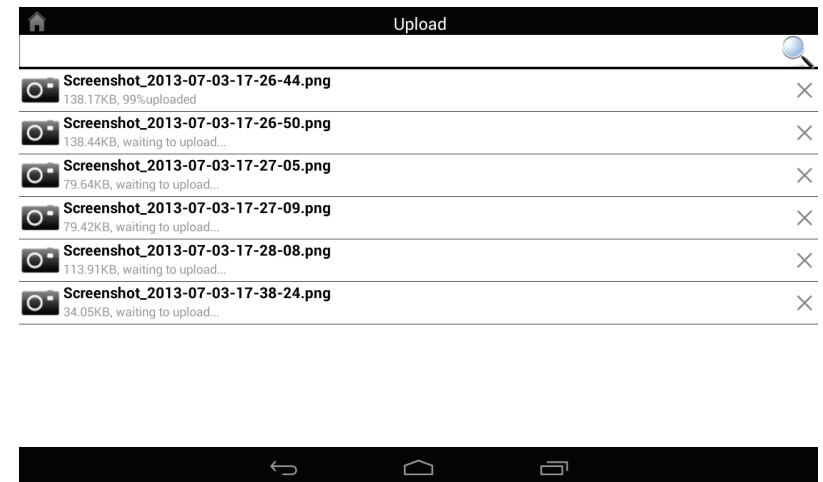 Upload
Screenshot_2013-07-03-17-26-44.png
138.17KB, 99%uploaded
Screenshot_2013-07-03-17-26-50.png
138.44KB, waiting to upload...
Screenshot_2013-07-03-17-27-05.png
79.64KB, waiting to upload...
Screenshot_2013-07-03-17-27-09.png
79.42KB, waiting to upload...
Screenshot_2013-07-03-17-28-08.png
113.91KB, waiting to upload...
Screenshot_2013-07-03-17-38-24.png
34.05KB, waiting to upload...